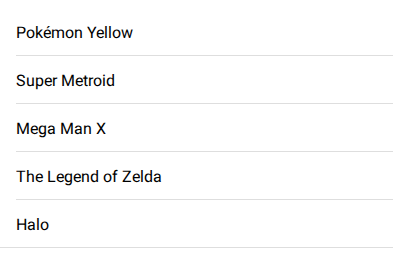 Pokémon Yellow
Super Metroid
Mega Man X
The Legend of Zelda
Halo